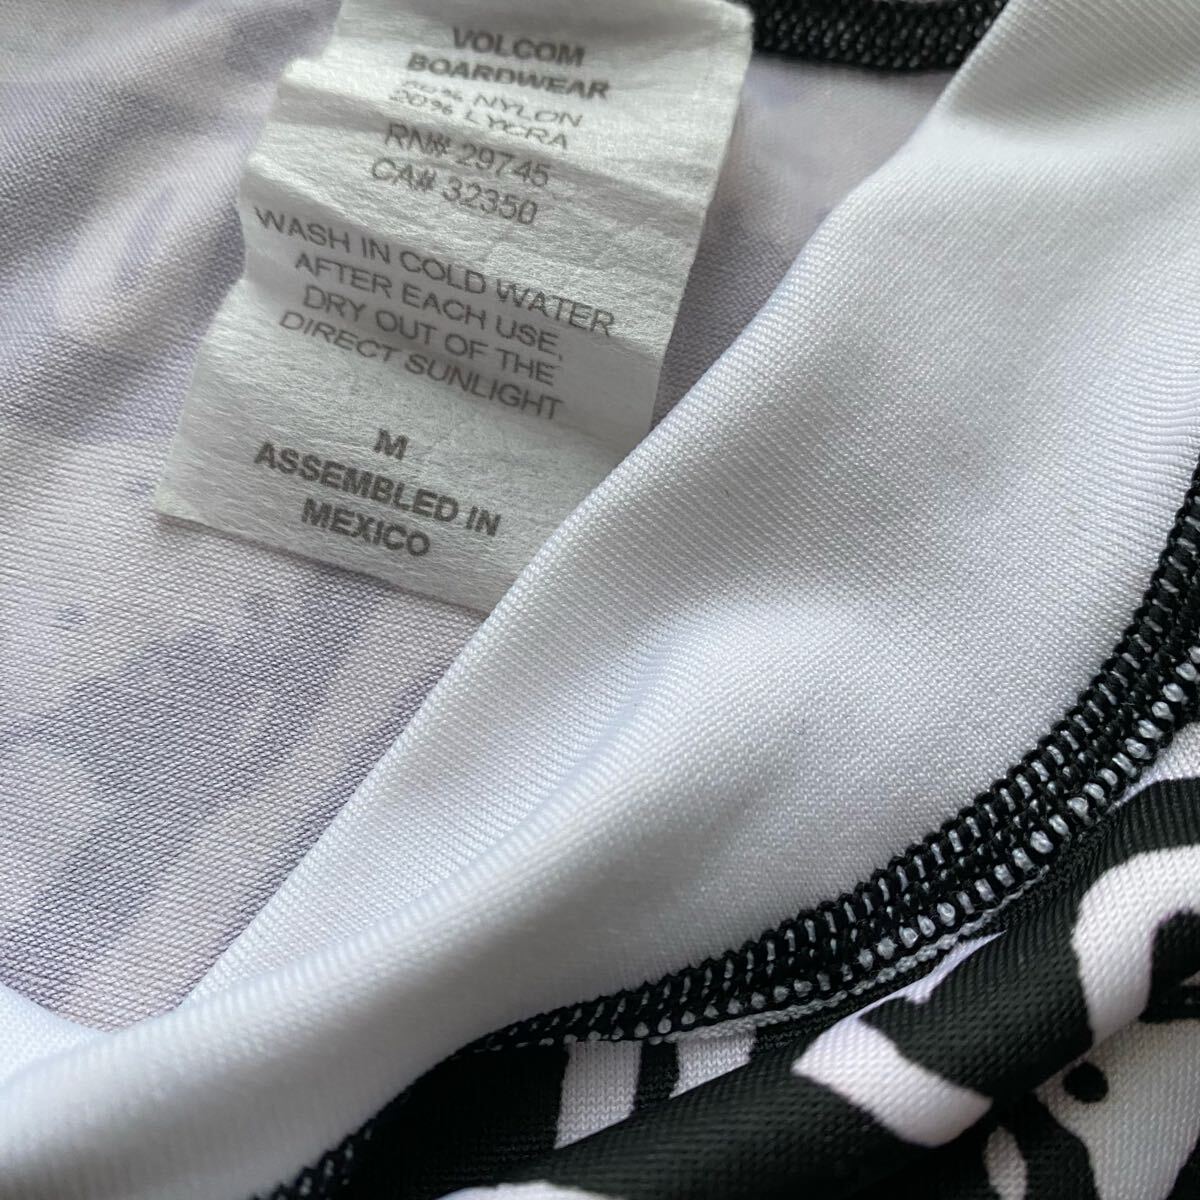 VOLCOM
BOARDWEAR
80% NYLON
20% LYCRA
RN# 29745
CA# 32350
WASH IN COLD WATER
AFTER EACH USE,
DRY OUT OF THE
DIRECT SUNLIGHT
M
ASSEMBLED IN
MEXICO